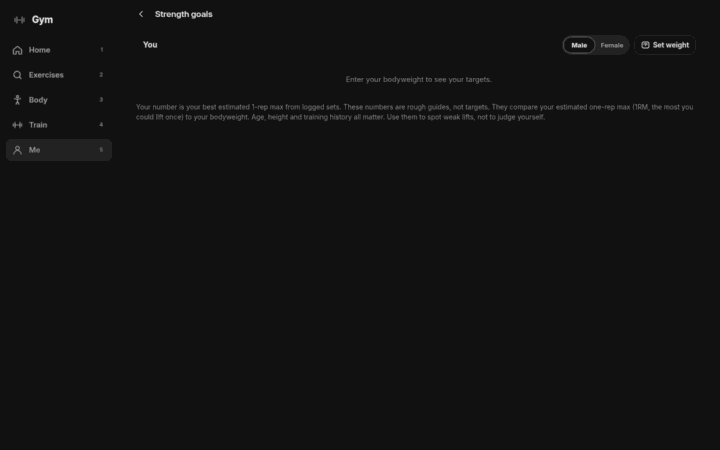 Gym
Home 1
Exercises 2
Body 3
Train 4
Me 5
Strength goals
You
Male Female Set weight
Enter your bodyweight to see your targets.
Your number is your best estimated 1-rep max from logged sets. These numbers are rough guides, not targets. They compare your estimated one-rep max (1RM, the most you
could lift once) to your bodyweight. Age, height and training history all matter. Use them to spot weak lifts, not to judge yourself.